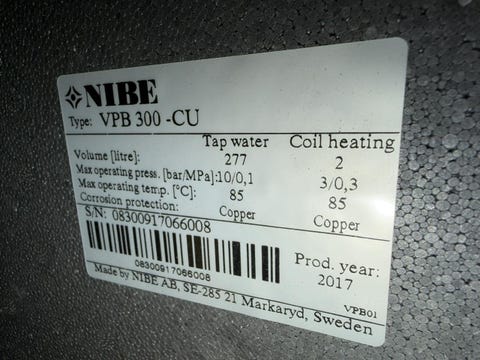 NIBE
Type: VPB 300 -CU
Tap water Coil heating
Volume [litre]: 277 2
Max operating press. [bar/MPa]: 10/0,1 3/0,3
Max operating temp. [°C]: 85 85
Corrosion protection: Copper Copper
S/N: 08300917066008
08300917066008
Prod. year:
2017
VPB01
Made by NIBE AB, SE-285 21 Markaryd, Sweden